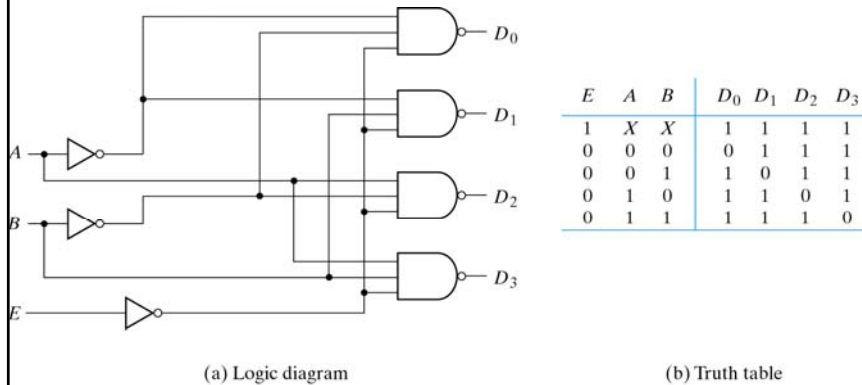 D0
D1
A
D2
B
D3
E
(a) Logic diagram
E A B D0 D1 D2 D3
1 X X 1 1 1 1
0 0 0 0 1 1 1
0 0 1 1 0 1 1
0 1 0 1 1 0 1
0 1 1 1 1 1 0
(b) Truth table